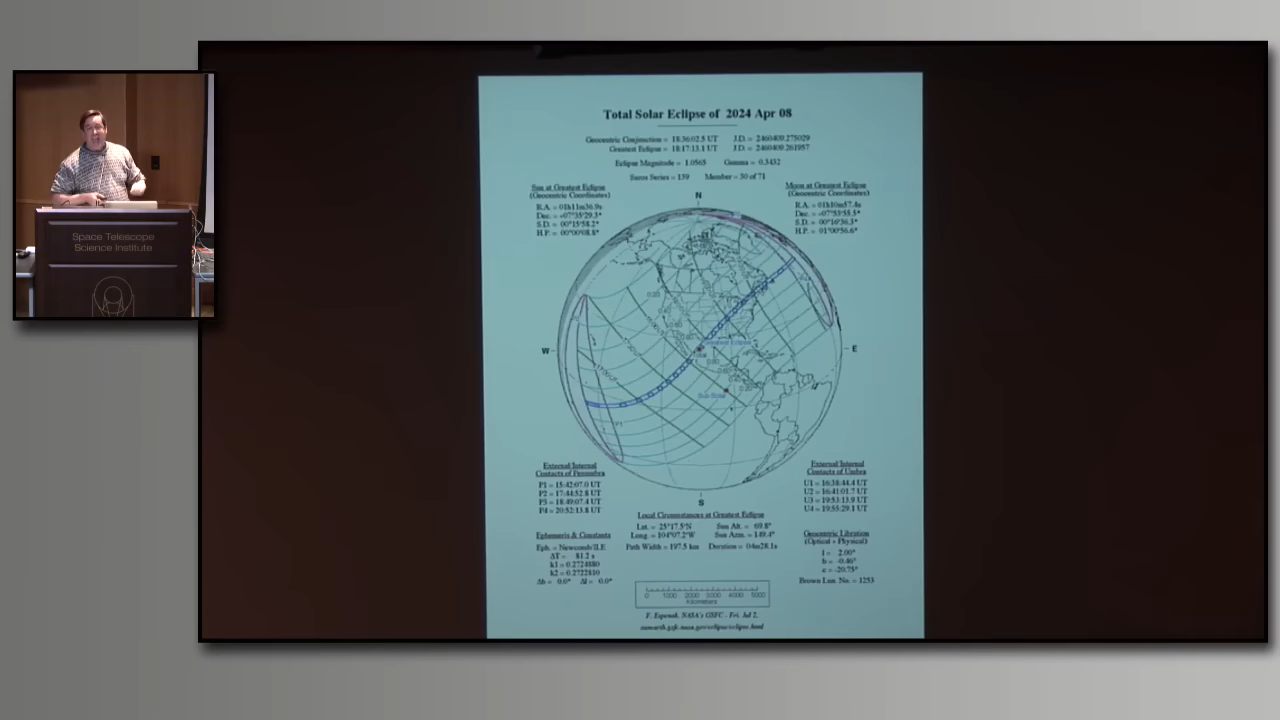 Space Telescope
Science Institute
Total Solar Eclipse of 2024 Apr 08
Geocentric Conjunction = 18:36:02.5 UT J.D. = 2460409.275029
Greatest Eclipse = 18:17:13.1 UT J.D. = 2460409.261957
Eclipse Magnitude = 1.0565 Gamma = 0.3432
Saros Series = 139 Member = 30 of 71
Sun at Greatest Eclipse
(Geocentric Coordinates)
R.A. = 01h11m36.9s
Dec. = +07°35'29.3"
S.D. = 00°15'58.2"
H.P. = 00°00'08.8"
Moon at Greatest Eclipse
(Geocentric Coordinates)
R.A. = 01h10m57.4s
Dec. = +07°53'55.5"
S.D. = 00°16'36.3"
H.P. = 01°00'56.6"
N
W
E
S
Greatest Eclipse
Sub Solar
P1
External/Internal
Contacts of Penumbra
P1 = 15:42:07.0 UT
P2 = 17:44:52.8 UT
P3 = 18:49:07.4 UT
P4 = 20:52:13.8 UT
External/Internal
Contacts of Umbra
U1 = 16:38:44.4 UT
U2 = 16:41:01.7 UT
U3 = 19:53:13.9 UT
U4 = 19:55:29.1 UT
Local Circumstances at Greatest Eclipse
Lat. = 25°17.5'N Sun Alt. = 69.8°
Long. = 104°07.2'W Sun Azm. = 149.4°
Path Width = 197.5 km Duration = 04m28.1s
Ephemeris & Constants
Eph. = Newcomb/ILE
ΔT = 81.2 s
k1 = 0.2724880
k2 = 0.2722810
Δb = 0.0" Δl = 0.0"
Geocentric Libration
(Optical + Physical)
l = 2.00°
b = -0.46°
c = -20.75°
Brown Lun. No. = 1253
0 1000 2000 3000 4000 5000
Kilometers
F. Espenak, NASA's GSFC - Fri, Jul 2,
sunearth.gsfc.nasa.gov/eclipse/eclipse.html